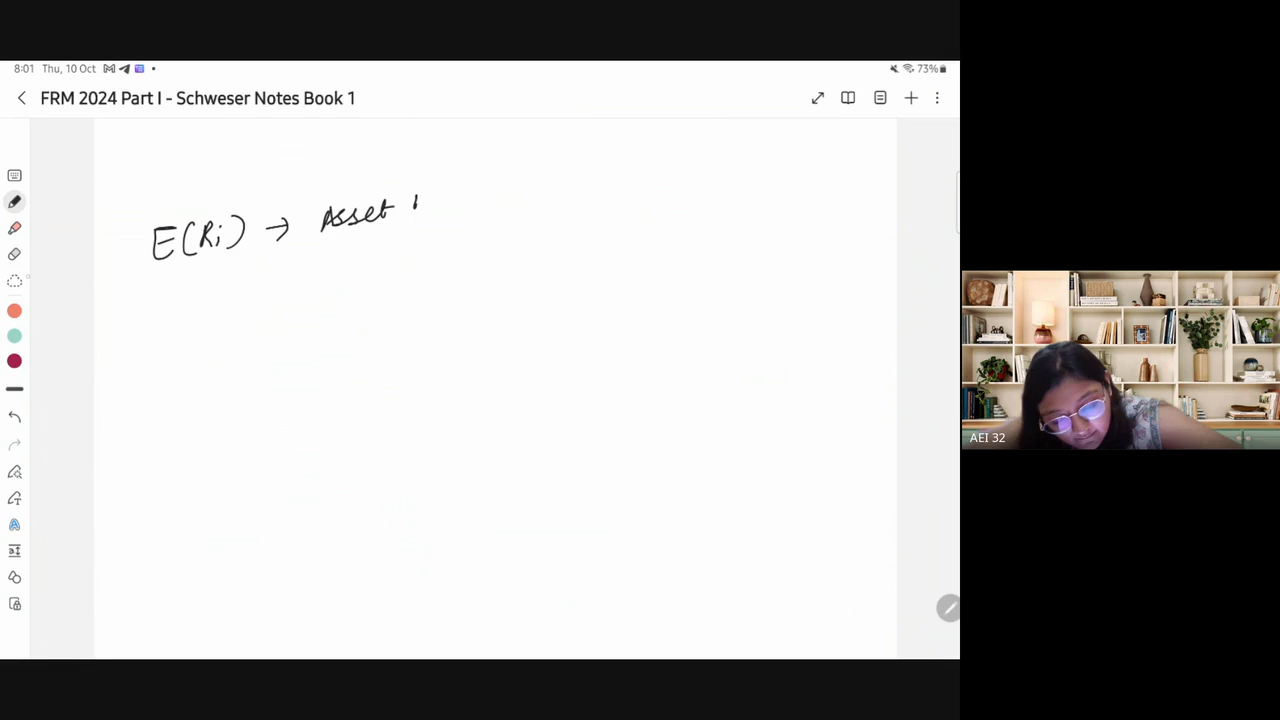 8:01 Thu, 10 Oct 73%
FRM 2024 Part I - Schweser Notes Book 1
E(Ri) → Asset
AEI 32